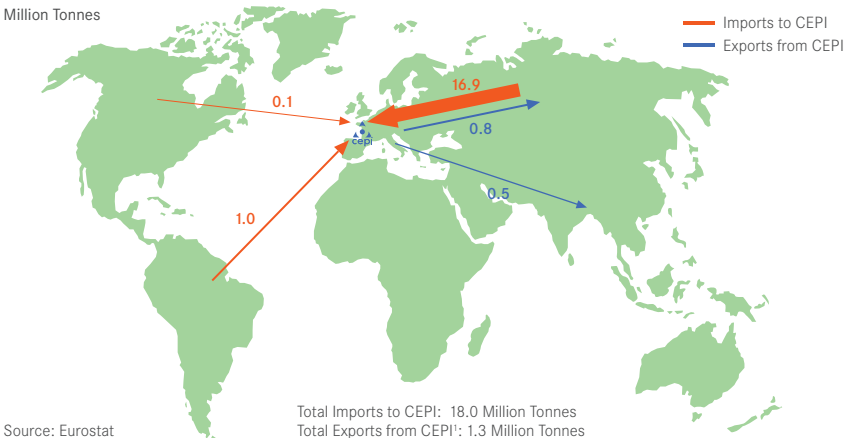 Million Tonnes
Imports to CEPI
Exports from CEPI
16.9
0.1
0.8
cepi
0.5
1.0
Total Imports to CEPI: 18.0 Million Tonnes
Total Exports from CEPI¹: 1.3 Million Tonnes
Source: Eurostat